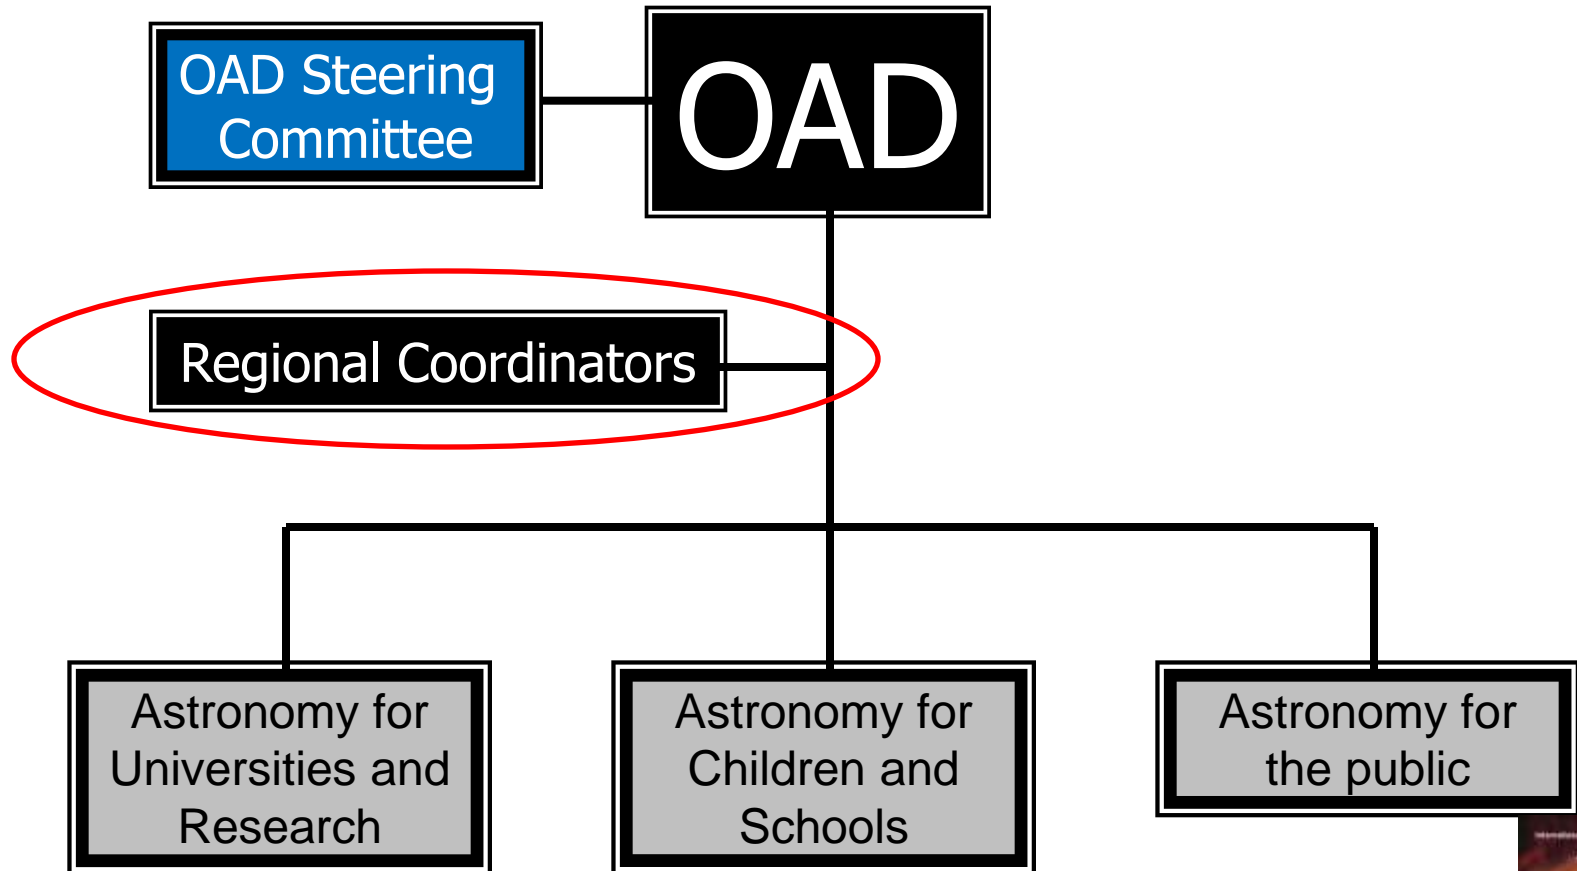 OAD Steering
Committee
OAD
Regional Coordinators
Astronomy for
Universities and
Research
Astronomy for
Children and
Schools
Astronomy for
the public